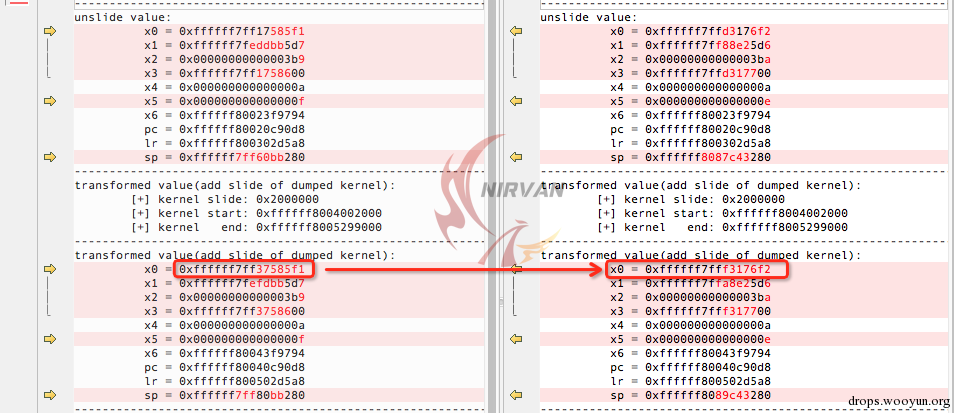 unslide value:
x0 = 0xffffff7ff17585f1
x1 = 0xffffff7feddbb5d7
x2 = 0x00000000000003b9
x3 = 0xffffff7ff1758600
x4 = 0x000000000000000a
x5 = 0x000000000000000f
x6 = 0xffffff80023f9794
pc = 0xffffff80020c90d8
lr = 0xffffff800302d5a8
sp = 0xffffff7ff60bb280
transformed value(add slide of dumped kernel):
[+] kernel slide: 0x2000000
[+] kernel start: 0xffffff8004002000
[+] kernel   end: 0xffffff8005299000
transformed value(add slide of dumped kernel):
x0 = 0xffffff7ff37585f1
x1 = 0xffffff7fefdbb5d7
x2 = 0x00000000000003b9
x3 = 0xffffff7ff3758600
x4 = 0x000000000000000a
x5 = 0x000000000000000f
x6 = 0xffffff80043f9794
pc = 0xffffff80040c90d8
lr = 0xffffff800502d5a8
sp = 0xffffff7ff80bb280
unslide value:
x0 = 0xffffff7ffd3176f2
x1 = 0xffffff7ff88e25d6
x2 = 0x00000000000003ba
x3 = 0xffffff7ffd317700
x4 = 0x000000000000000a
x5 = 0x000000000000000e
x6 = 0xffffff80023f9794
pc = 0xffffff80020c90d8
lr = 0xffffff800302d5a8
sp = 0xffffff8087c43280
transformed value(add slide of dumped kernel):
[+] kernel slide: 0x2000000
[+] kernel start: 0xffffff8004002000
[+] kernel   end: 0xffffff8005299000
transformed value(add slide of dumped kernel):
x0 = 0xffffff7fff3176f2
x1 = 0xffffff7ffa8e25d6
x2 = 0x00000000000003ba
x3 = 0xffffff7fff317700
x4 = 0x000000000000000a
x5 = 0x000000000000000e
x6 = 0xffffff80043f9794
pc = 0xffffff80040c90d8
lr = 0xffffff800502d5a8
sp = 0xffffff8089c43280
NIRVAN
drops.wooyun.org